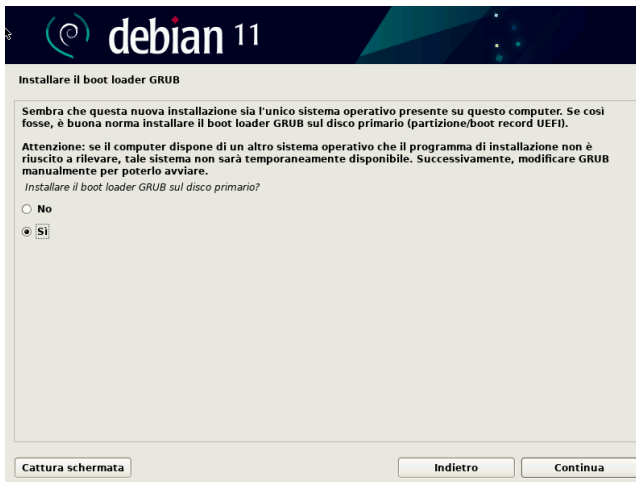 debian 11
Installare il boot loader GRUB
Sembra che questa nuova installazione sia l'unico sistema operativo presente su questo computer. Se così
fosse, è buona norma installare il boot loader GRUB sul disco primario (partizione/boot record UEFI).
Attenzione: se il computer dispone di un altro sistema operativo che il programma di installazione non è
riuscito a rilevare, tale sistema non sarà temporaneamente disponibile. Successivamente, modificare GRUB
manualmente per poterlo avviare.
Installare il boot loader GRUB sul disco primario?
No
Sì
Cattura schermata
Indietro
Continua